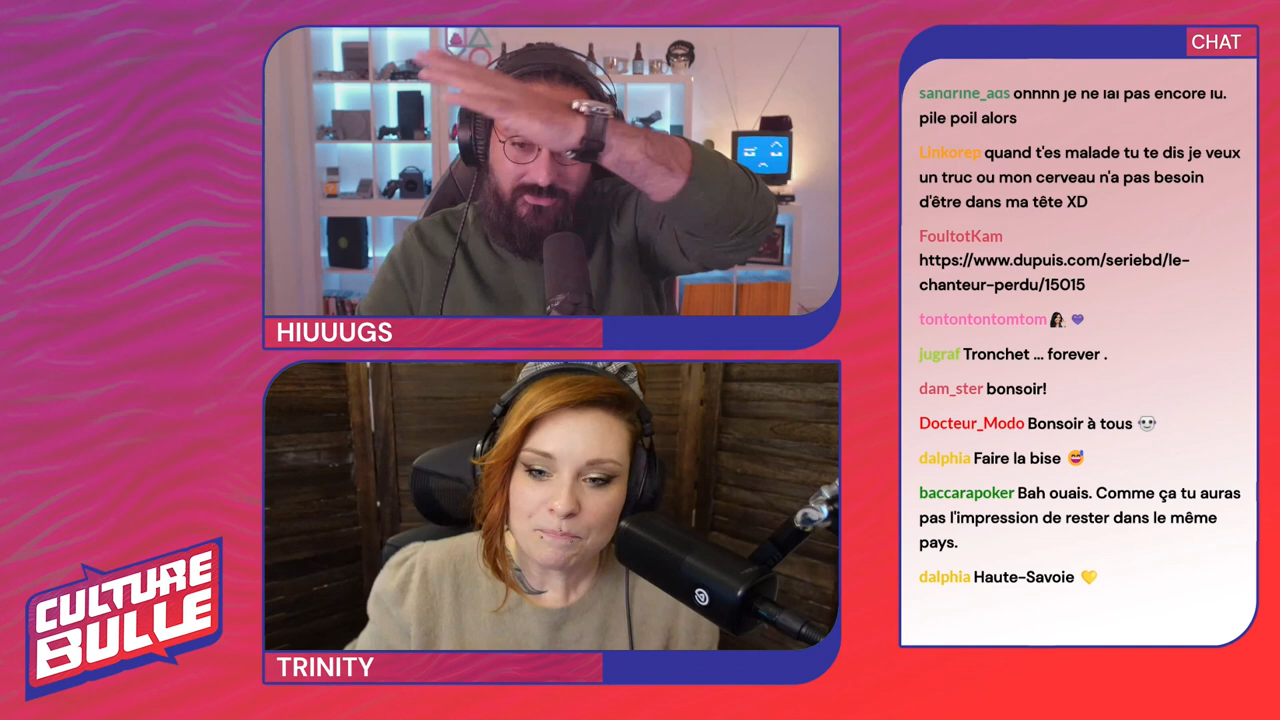 CHAT
sandrine_ads ohhhh je ne lai pas encore lu.
pile poil alors
Linkorep quand t'es malade tu te dis je veux
un truc ou mon cerveau n'a pas besoin
d'être dans ma tête XD
FoultotKam
https://www.dupuis.com/seriebd/le-
chanteur-perdu/15015
tontontontomtom
jugraf Tronchet ... forever .
dam_ster bonsoir!
Docteur_Modo Bonsoir à tous
dalphia Faire la bise 😅
baccarapoker Bah ouais. Comme ça tu auras
pas l'impression de rester dans le même
pays.
dalphia Haute-Savoie 💛
HIUUUGS
TRINITY
CULTURE
BULLE